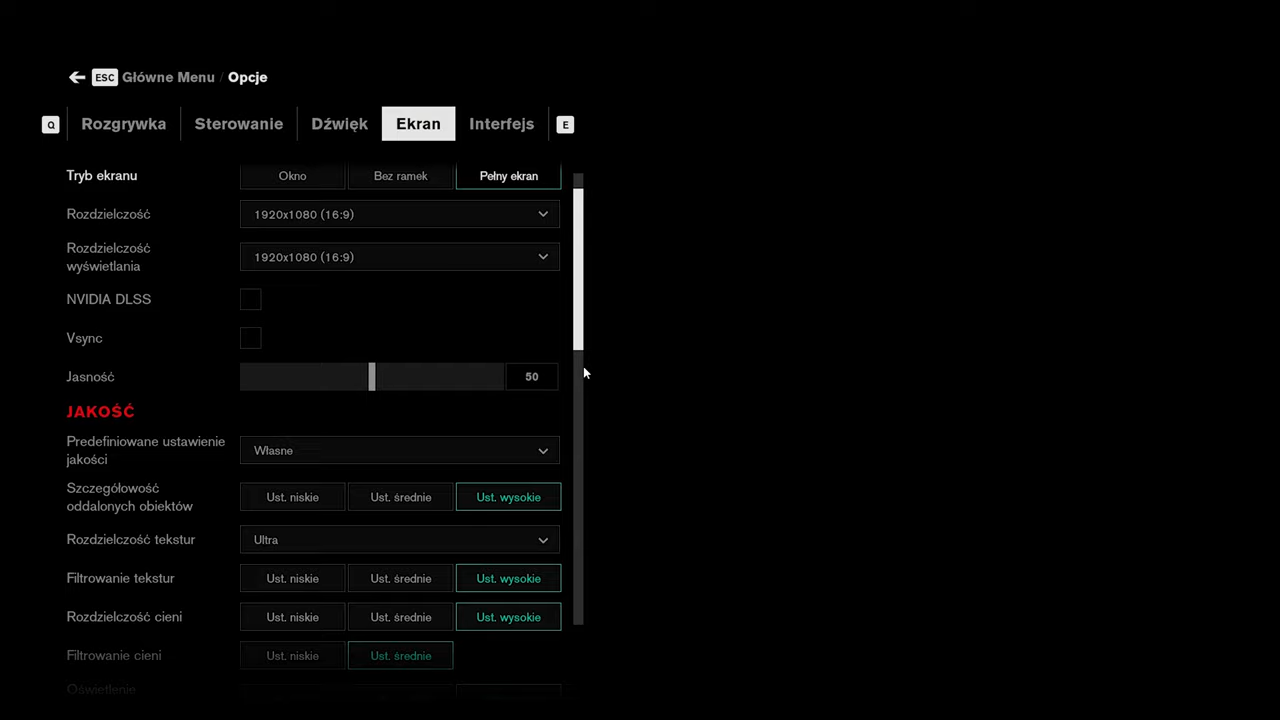 ESC Główne Menu / Opcje
Q Rozgrywka Sterowanie Dźwięk Ekran Interfejs E
Tryb ekranu Okno Bez ramek Pełny ekran
Rozdzielczość 1920x1080 (16:9)
Rozdzielczość
wyświetlania
1920x1080 (16:9)
NVIDIA DLSS
Vsync
Jasność 50
JAKOŚĆ
Predefiniowane ustawienie
jakości
Własne
Szczegółowość
oddalonych obiektów
Ust. niskie Ust. średnie Ust. wysokie
Rozdzielczość tekstur Ultra
Filtrowanie tekstur Ust. niskie Ust. średnie Ust. wysokie
Rozdzielczość cieni Ust. niskie Ust. średnie Ust. wysokie
Filtrowanie cieni Ust. niskie Ust. średnie
Oświetlenie